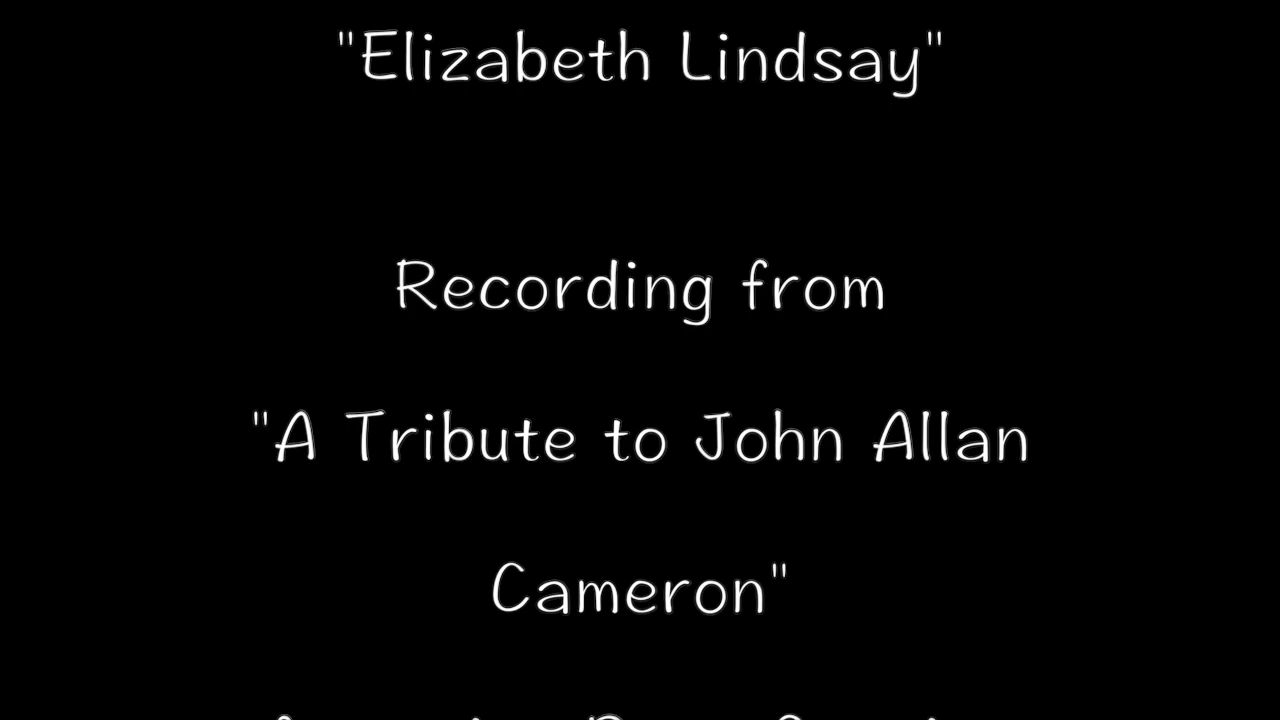 "Elizabeth Lindsay"
Recording from
"A Tribute to John Allan
Cameron"